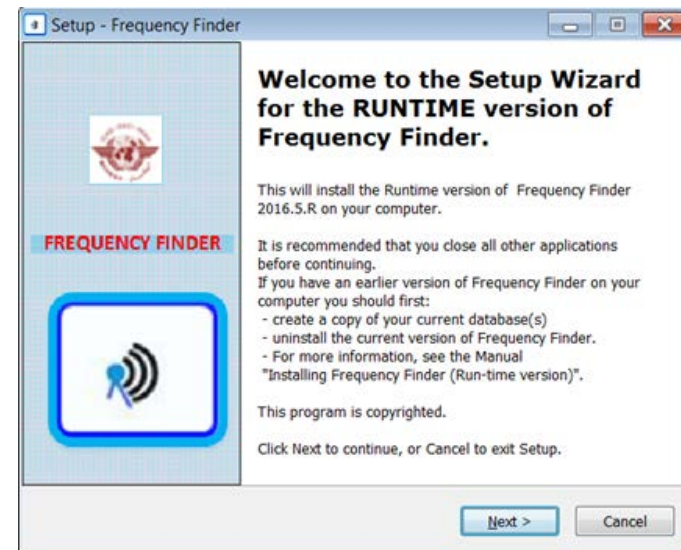 Setup - Frequency Finder
Welcome to the Setup Wizard
for the RUNTIME version of
Frequency Finder.
This will install the Runtime version of Frequency Finder
2016.5.R on your computer.
FREQUENCY FINDER
It is recommended that you close all other applications
before continuing.
If you have an earlier version of Frequency Finder on your
computer you should first:
- create a copy of your current database(s)
- uninstall the current version of Frequency Finder.
- For more information, see the Manual
"Installing Frequency Finder (Run-time version)".
This program is copyrighted.
Click Next to continue, or Cancel to exit Setup.
Next >
Cancel